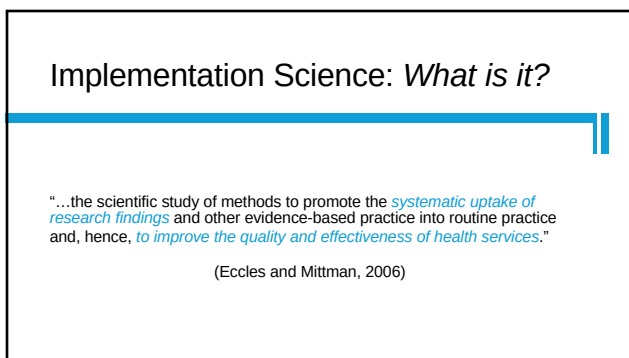 Implementation Science: What is it?
“…the scientific study of methods to promote the systematic uptake of
research findings and other evidence-based practice into routine practice
and, hence, to improve the quality and effectiveness of health services.”
(Eccles and Mittman, 2006)